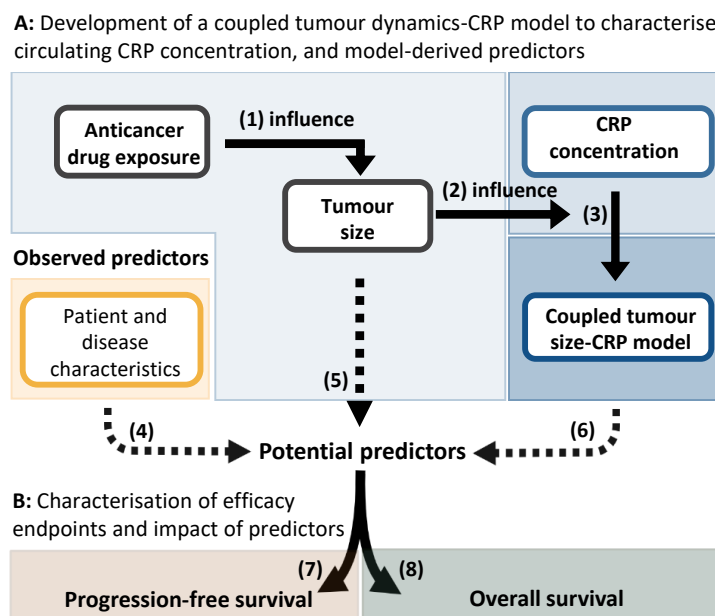 A: Development of a coupled tumour dynamics-CRP model to characterise
circulating CRP concentration, and model-derived predictors
Anticancer
drug exposure
(1) influence
CRP
concentration
Tumour
size
(2) influence
(3)
Observed predictors
Patient and
disease
characteristics
Coupled tumour
size-CRP model
(5)
(4)
(6)
Potential predictors
B: Characterisation of efficacy
endpoints and impact of predictors
(7)
(8)
Progression-free survival
Overall survival